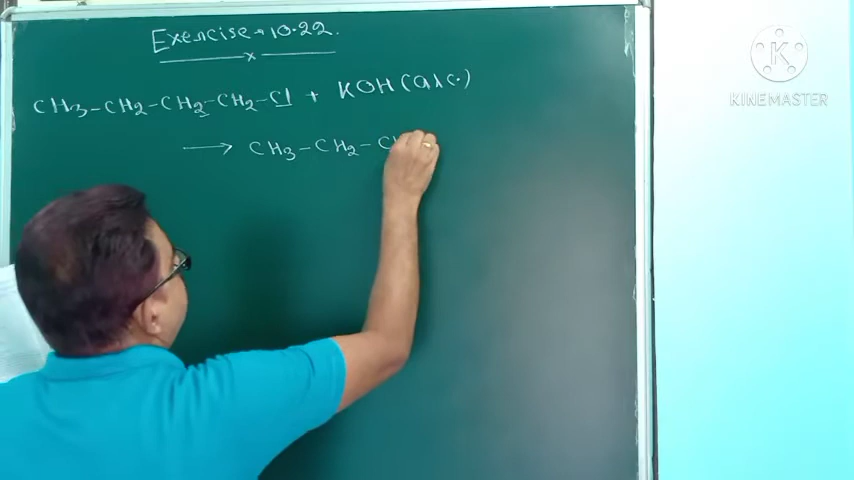 Exercise → 10.22.
x
CH3-CH2-CH2-CH2-Cl + KOH(alc.)
→ CH3-CH2-C
K
KINEMASTER